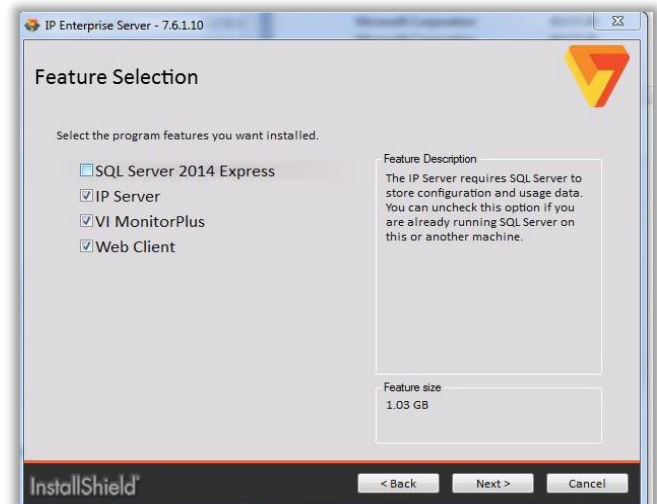 IP Enterprise Server - 7.6.1.10
Feature Selection
Select the program features you want installed.
SQL Server 2014 Express
IP Server
VI MonitorPlus
Web Client
Feature Description
The IP Server requires SQL Server to
store configuration and usage data.
You can uncheck this option if you
are already running SQL Server on
this or another machine.
Feature size
1.03 GB
InstallShield
< Back
Next >
Cancel